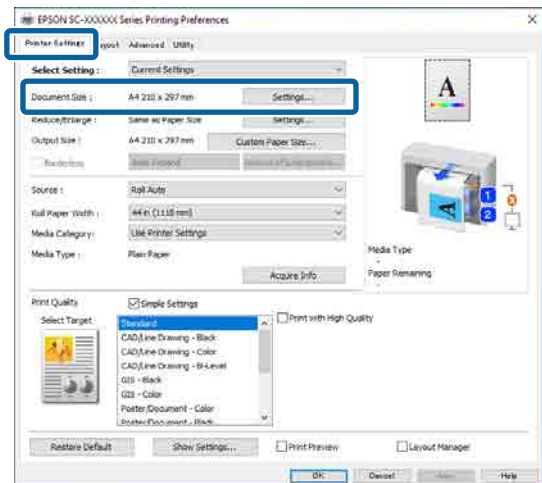 EPSON SC-XXXXXX Series Printing Preferences
Printer Settings Layout Advanced Utility
Select Setting : Current Settings
Document Size : A4 210 x 297 mm Settings...
Reduce/Enlarge : Same as Paper Size Settings...
Output Size : A4 210 x 297 mm Custom Paper Size...
Borderless
Source : Roll Auto
Roll Paper Width : 44 in. (1118 mm)
Media Category: Use Printer Settings
Media Type : Plain Paper
Acquire Info
A
A
1
2
Media Type
-
Paper Remaining
-
Print Quality Simple Settings
Select Target
Standard
CAD/Line Drawing - Black
CAD/Line Drawing - Color
CAD/Line Drawing - Bi-Level
GIS - Black
GIS - Color
Poster/Document - Color
Poster/Document - Black
Print with High Quality
Restore Default Show Settings... Print Preview Layout Manager
OK Cancel Apply Help